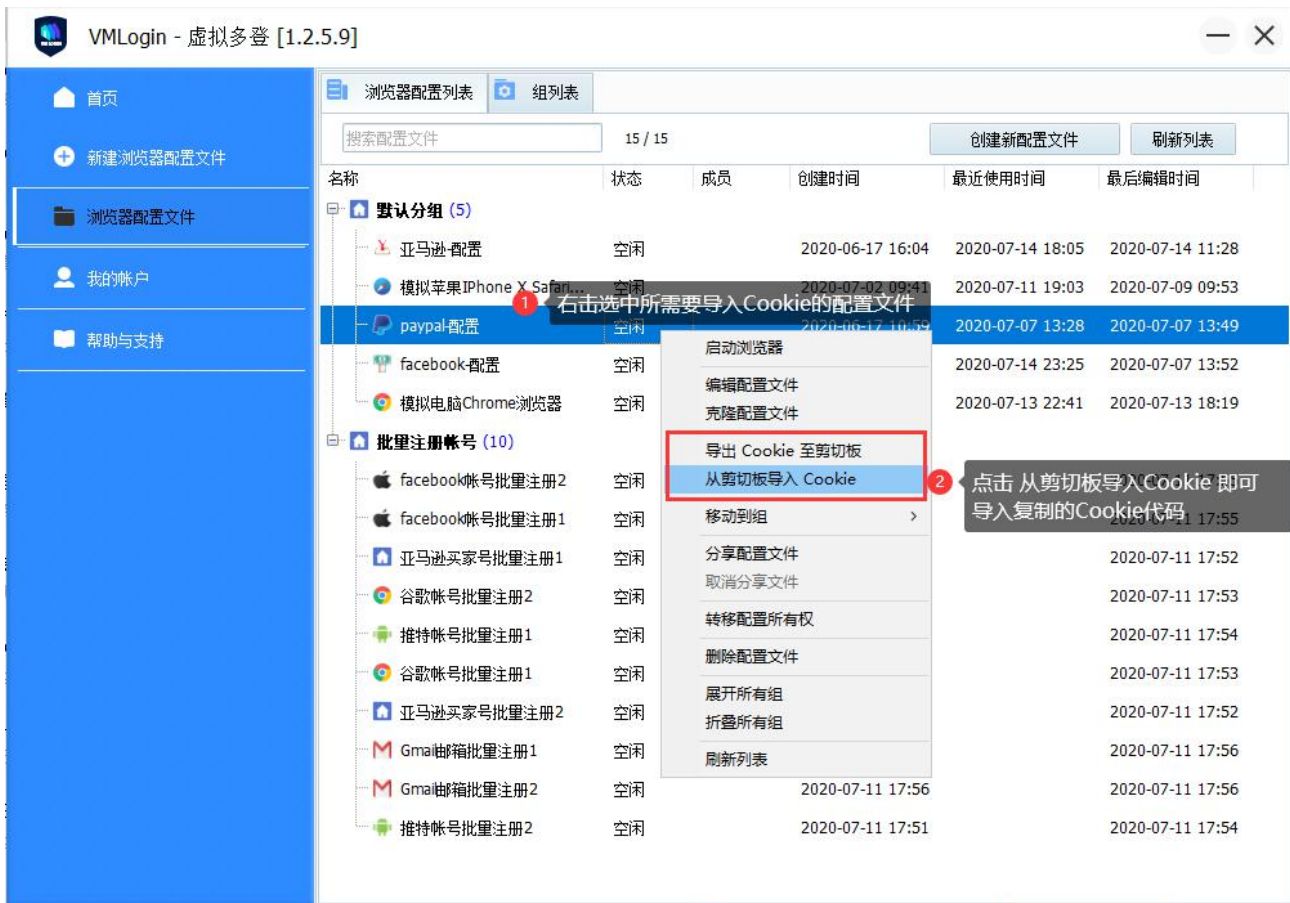 VMLogin - 虚拟多登 [1.2.5.9]
首页
新建浏览器配置文件
浏览器配置文件
我的帐户
帮助与支持
浏览器配置列表 组列表
搜索配置文件 15 / 15 创建新配置文件 刷新列表
名称 状态 成员 创建时间 最近使用时间 最后编辑时间
默认分组 (5)
亚马逊-配置 空闲 2020-06-17 16:04 2020-07-14 18:05 2020-07-14 11:28
模拟苹果IPhone X Safari... 空闲 2020-07-02 09:41 2020-07-11 19:03 2020-07-09 09:53
1 右击选中所需要导入Cookie的配置文件
paypal-配置 空闲 2020-06-17 10:59 2020-07-07 13:28 2020-07-07 13:49
facebook-配置 空闲 2020-07-14 23:25 2020-07-07 13:52
模拟电脑Chrome浏览器 空闲 2020-07-13 22:41 2020-07-13 18:19
批量注册帐号 (10)
facebook帐号批量注册2 空闲
facebook帐号批量注册1 空闲 2020-07-11 17:55
亚马逊买家号批量注册1 空闲 2020-07-11 17:52
谷歌帐号批量注册2 空闲 2020-07-11 17:53
推特帐号批量注册1 空闲 2020-07-11 17:54
谷歌帐号批量注册1 空闲 2020-07-11 17:53
亚马逊买家号批量注册2 空闲 2020-07-11 17:52
Gmail邮箱批量注册1 空闲 2020-07-11 17:56
Gmail邮箱批量注册2 空闲 2020-07-11 17:56 2020-07-11 17:56
推特帐号批量注册2 空闲 2020-07-11 17:51 2020-07-11 17:54
启动浏览器
编辑配置文件
克隆配置文件
导出 Cookie 至剪切板
从剪切板导入 Cookie
移动到组
分享配置文件
取消分享文件
转移配置所有权
删除配置文件
展开所有组
折叠所有组
刷新列表
2 点击 从剪切板导入Cookie 即可
导入复制的Cookie代码